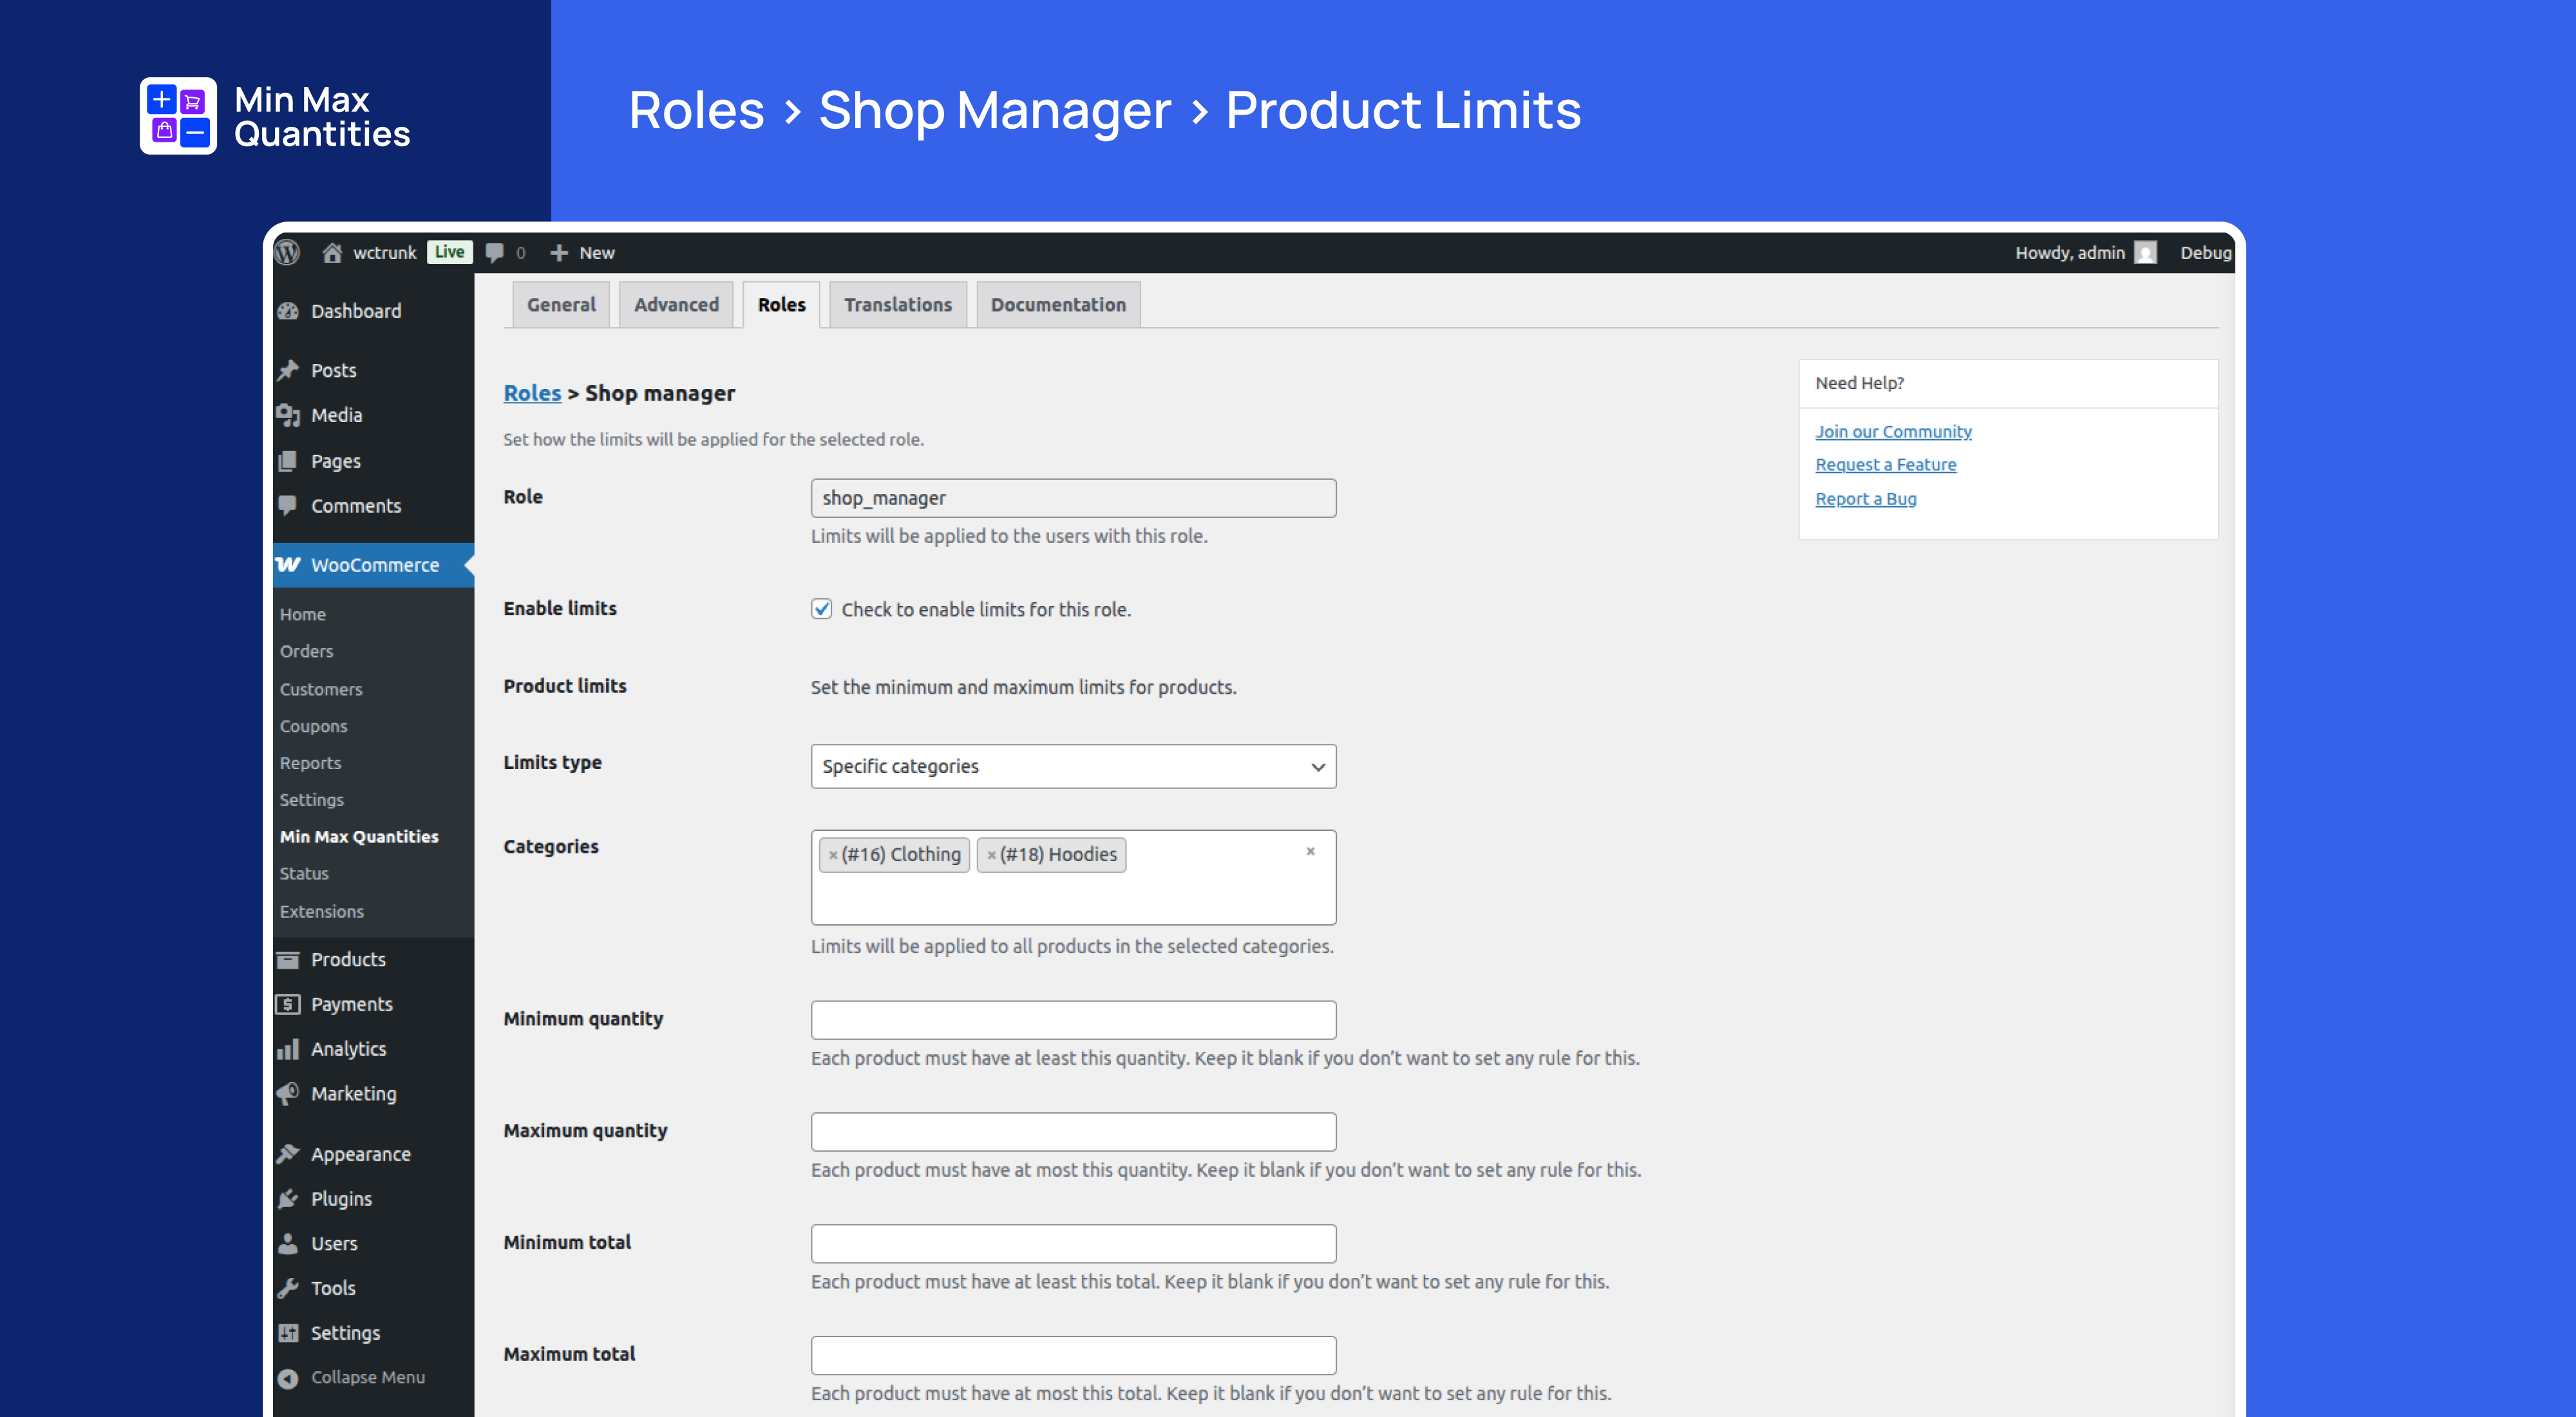 Min Max
Quantities
Roles > Shop Manager > Product Limits
wctrunk Live 0 New
Howdy, admin Debug
Dashboard
Posts
Media
Pages
Comments
WooCommerce
Home
Orders
Customers
Coupons
Reports
Settings
Min Max Quantities
Status
Extensions
Products
Payments
Analytics
Marketing
Appearance
Plugins
Users
Tools
Settings
Collapse Menu
General Advanced Roles Translations Documentation
Roles > Shop manager
Set how the limits will be applied for the selected role.
Role
shop_manager
Limits will be applied to the users with this role.
Enable limits
Check to enable limits for this role.
Product limits
Set the minimum and maximum limits for products.
Limits type
Specific categories
Categories
×(#16) Clothing ×(#18) Hoodies ×
Limits will be applied to all products in the selected categories.
Minimum quantity
Each product must have at least this quantity. Keep it blank if you don't want to set any rule for this.
Maximum quantity
Each product must have at most this quantity. Keep it blank if you don't want to set any rule for this.
Minimum total
Each product must have at least this total. Keep it blank if you don't want to set any rule for this.
Maximum total
Each product must have at most this total. Keep it blank if you don't want to set any rule for this.
Need Help?
Join our Community
Request a Feature
Report a Bug